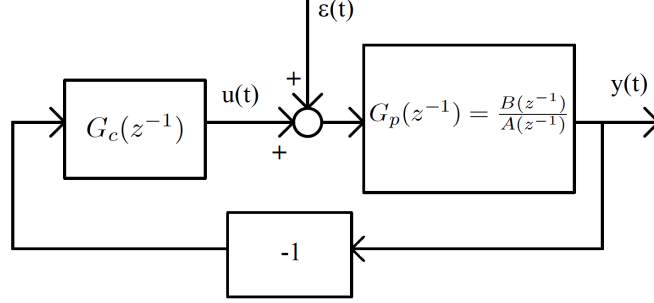 ε(t)
+
u(t)
+
G_c(z^{-1})
G_p(z^{-1}) = \frac{B(z^{-1})}{A(z^{-1})}
y(t)
-1